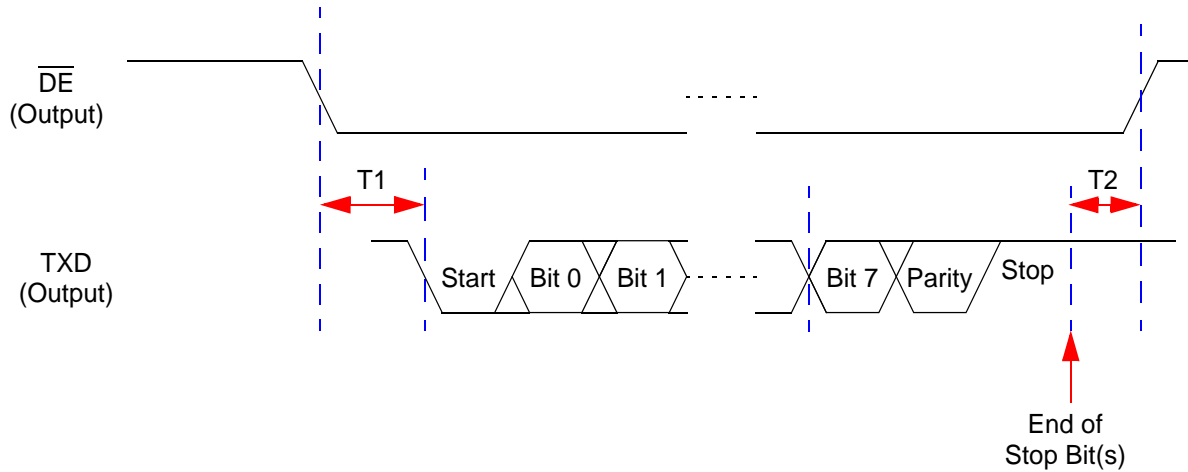 DE
(Output)
T1
T2
TXD
(Output)
Start
Bit 0
Bit 1
Bit 7
Parity
Stop
End of
Stop Bit(s)